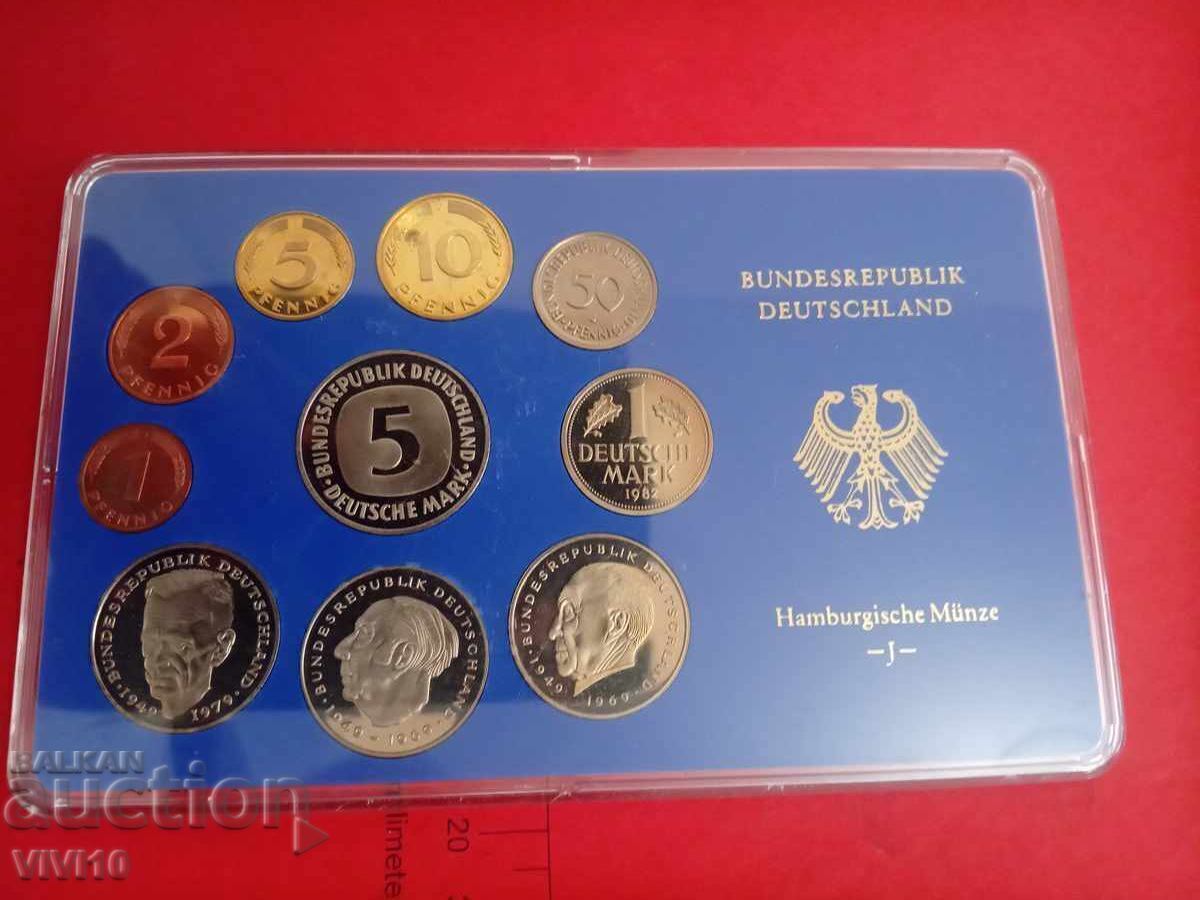 5
PFENNIG
10
PFENNIG
50
2
PFENNIG
1
PFENNIG
BUNDESREPUBLIK DEUTSCHLAND
5
DEUTSCHE MARK
1
DEUTSCHE
MARK
1982
BUNDESREPUBLIK DEUTSCHLAND
1949 1979
BUNDESREPUBLIK DEUTSCHLAND
1969
BUNDESREPUBLIK DEUTSCHLAND
1949 1969
BUNDESREPUBLIK
DEUTSCHLAND
Hamburgische Münze
–J–
BALKAN
auction
VIVI10
20